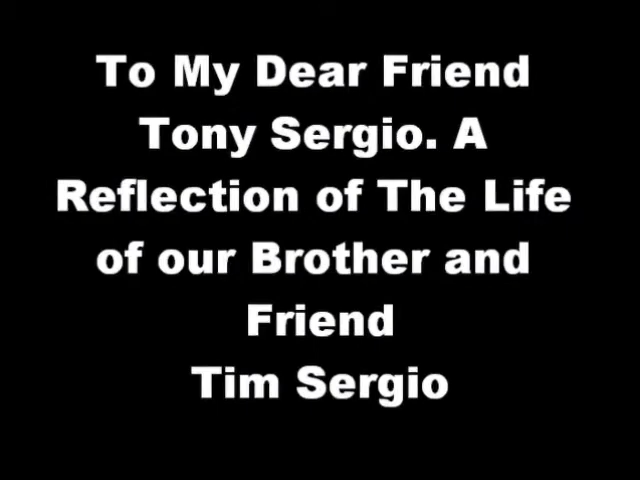 To My Dear Friend
Tony Sergio. A
Reflection of The Life
of our Brother and
Friend
Tim Sergio